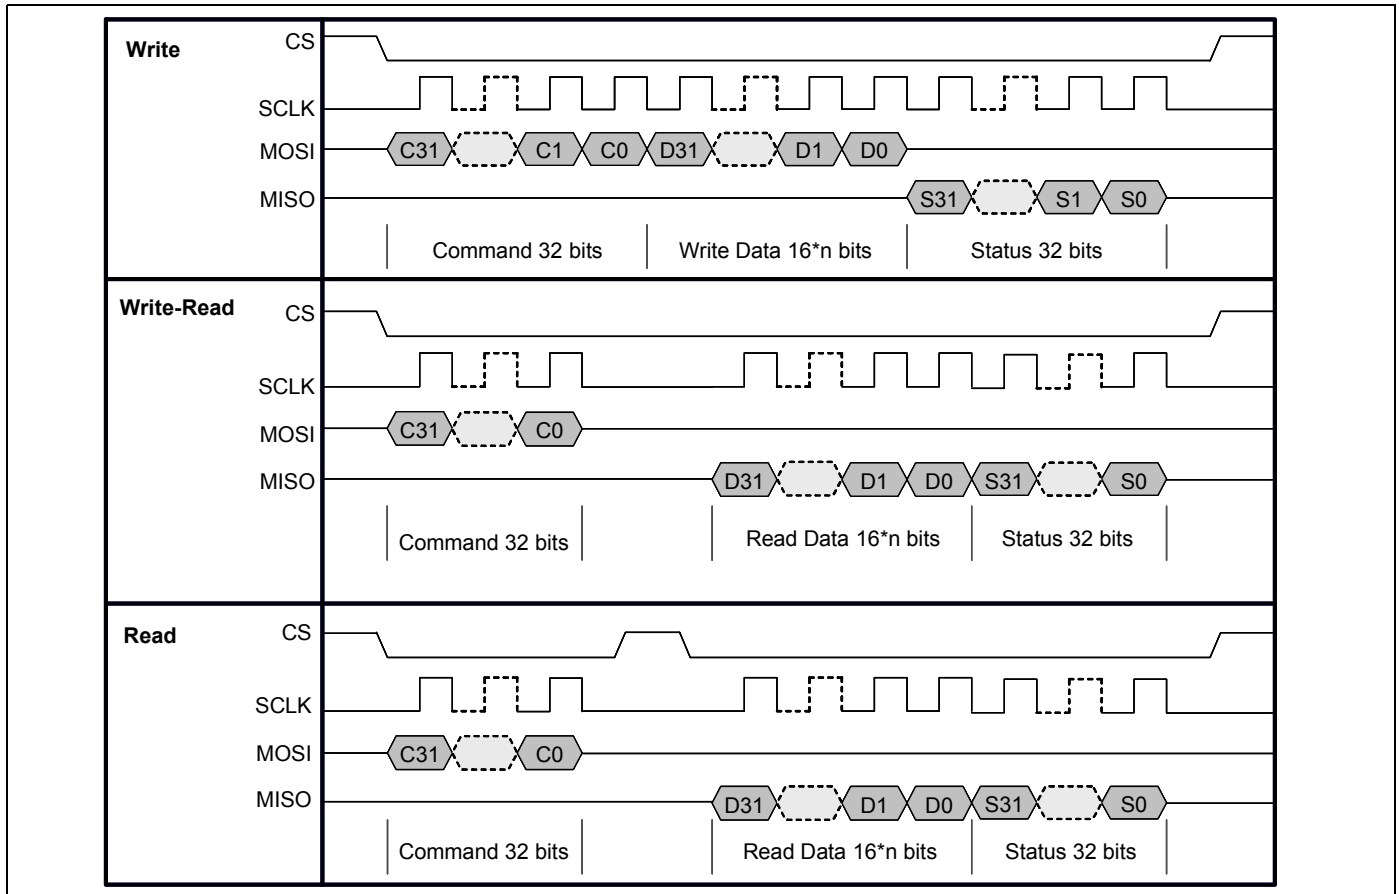 Write CS
SCLK
MOSI C31 C1 C0 D31 D1 D0
MISO S31 S1 S0
Command 32 bits Write Data 16*n bits Status 32 bits
Write-Read CS
SCLK
MOSI C31 C0
MISO D31 D1 D0 S31 S0
Command 32 bits Read Data 16*n bits Status 32 bits
Read CS
SCLK
MOSI C31 C0
MISO D31 D1 D0 S31 S0
Command 32 bits Read Data 16*n bits Status 32 bits